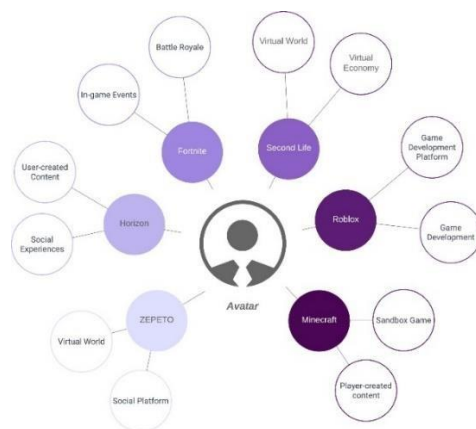 Battle Royale
In-game Events
Fortnite
Virtual World
Virtual
Economy
Second Life
Game
Development
Platform
Game
Development
Roblox
User-created
Content
Social
Experiences
Horizon
Avatar
ZEPETO
Virtual World
Social Platform
Minecraft
Sandbox Game
Player-created
content